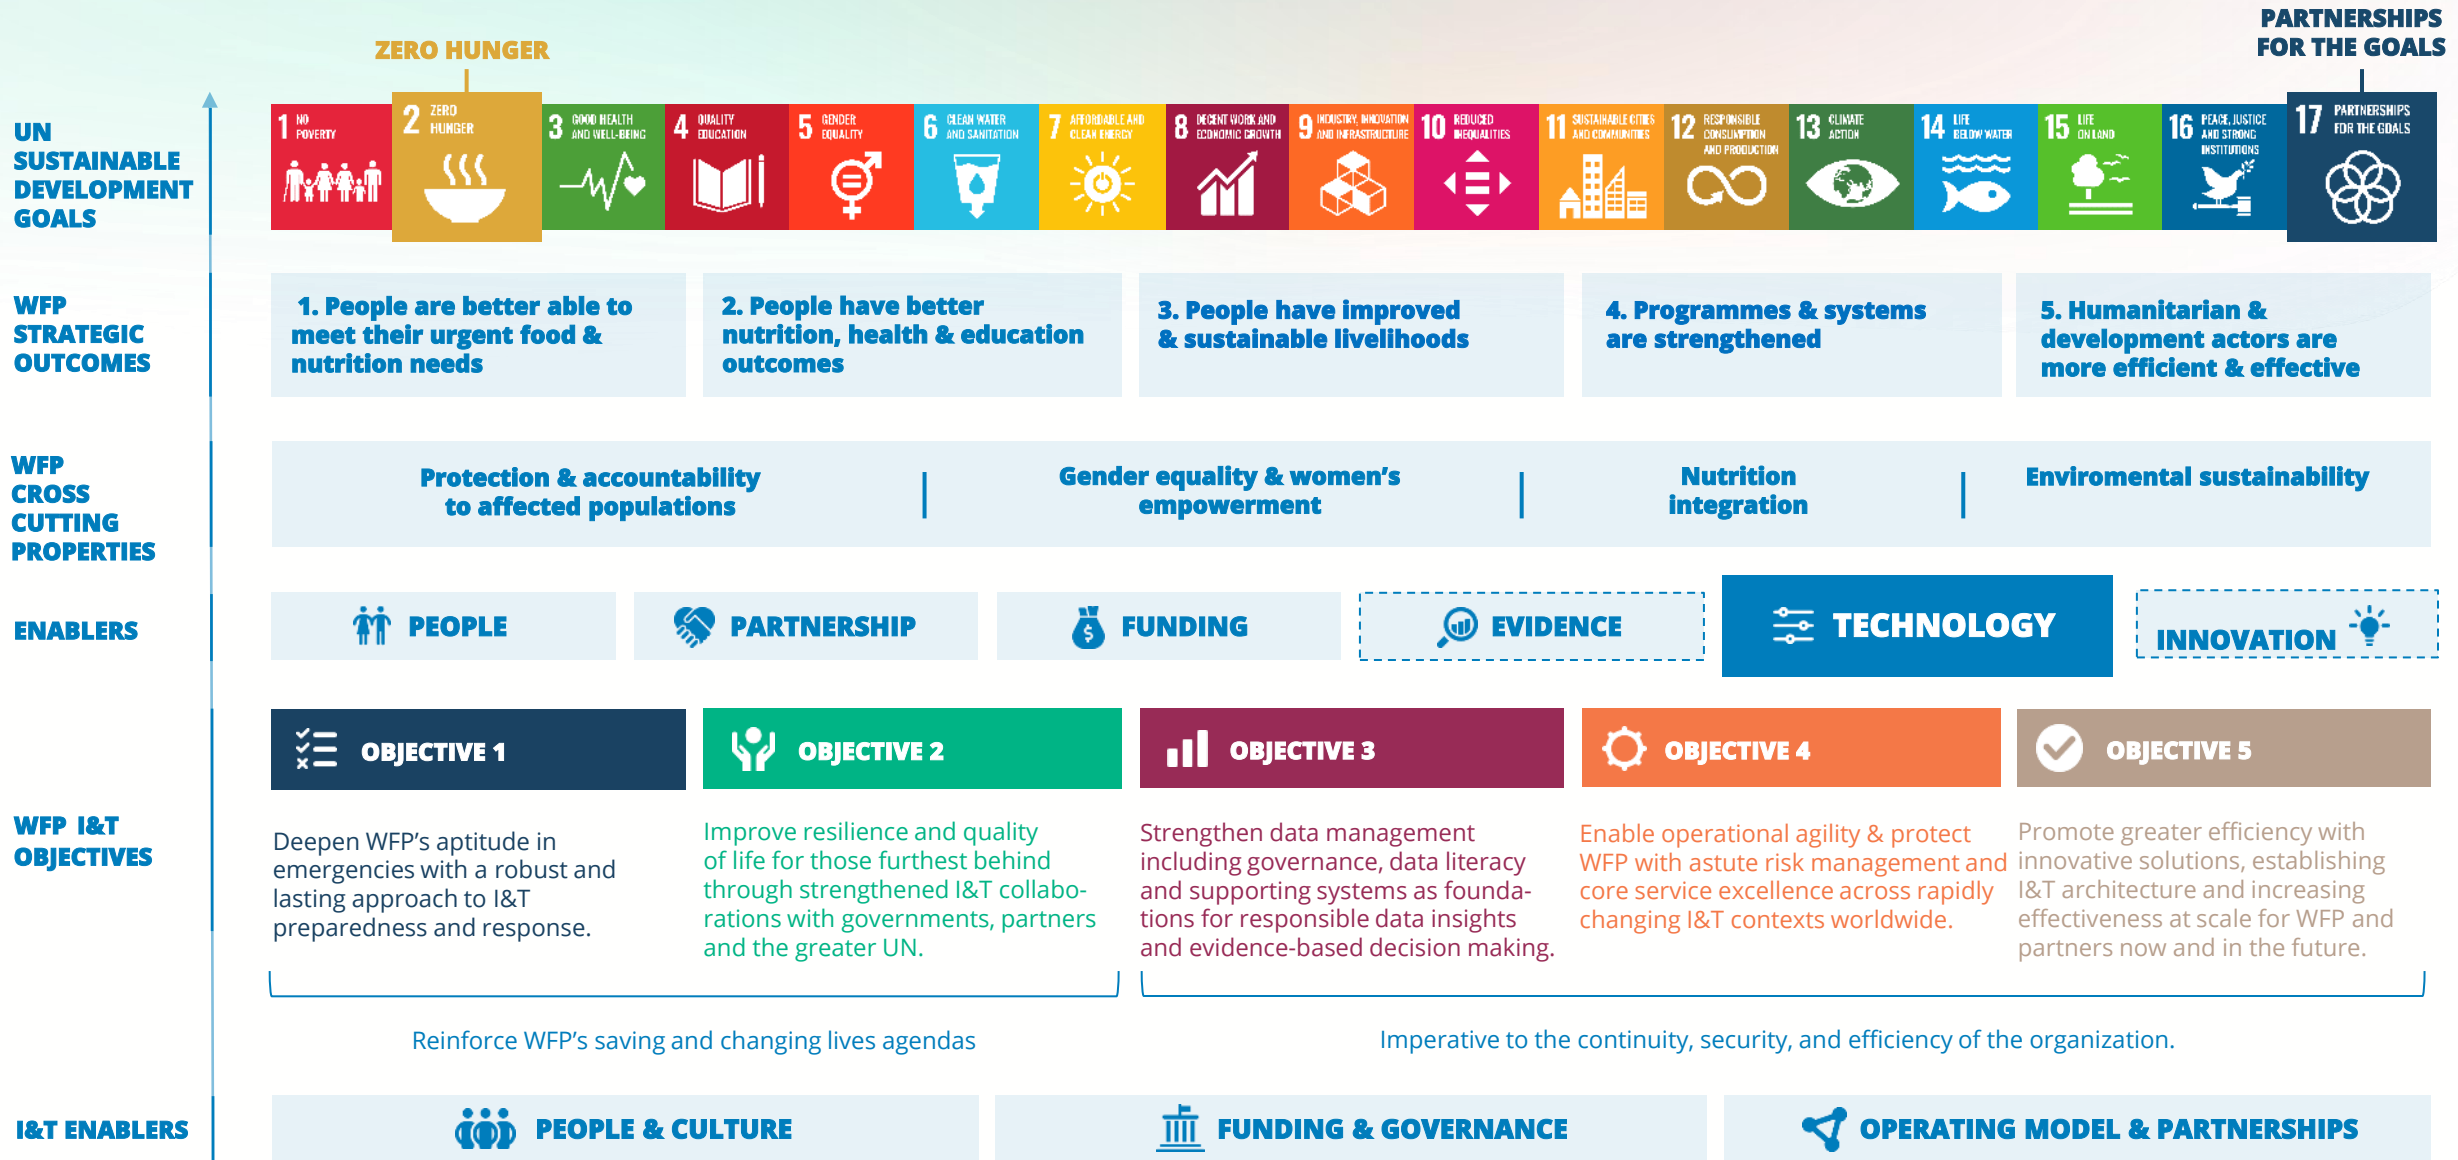 PARTNERSHIPS
FOR THE GOALS
ZERO HUNGER
UN
SUSTAINABLE
DEVELOPMENT
GOALS
1 NO
POVERTY
2 ZERO
HUNGER
3 GOOD HEALTH
AND WELL-BEING
4 QUALITY
EDUCATION
5 GENDER
EQUALITY
6 CLEAN WATER
AND SANITATION
7 AFFORDABLE AND
CLEAN ENERGY
8 DECENT WORK AND
ECONOMIC GROWTH
9 INDUSTRY, INNOVATION
AND INFRASTRUCTURE
10 REDUCED
INEQUALITIES
11 SUSTAINABLE CITIES
AND COMMUNITIES
12 RESPONSIBLE
CONSUMPTION
AND PRODUCTION
13 CLIMATE
ACTION
14 LIFE
BELOW WATER
15 LIFE
ON LAND
16 PEACE, JUSTICE
AND STRONG
INSTITUTIONS
17 PARTNERSHIPS
FOR THE GOALS
WFP
STRATEGIC
OUTCOMES
1. People are better able to
meet their urgent food &
nutrition needs
2. People have better
nutrition, health & education
outcomes
3. People have improved
& sustainable livelihoods
4. Programmes & systems
are strengthened
5. Humanitarian &
development actors are
more efficient & effective
WFP
CROSS
CUTTING
PROPERTIES
Protection & accountability
to affected populations
Gender equality & women’s
empowerment
Nutrition
integration
Enviromental sustainability
ENABLERS
PEOPLE
PARTNERSHIP
FUNDING
EVIDENCE
TECHNOLOGY
INNOVATION
WFP I&T
OBJECTIVES
OBJECTIVE 1
Deepen WFP’s aptitude in
emergencies with a robust and
lasting approach to I&T
preparedness and response.
OBJECTIVE 2
Improve resilience and quality
of life for those furthest behind
through strengthened I&T collabo-
rations with governments, partners
and the greater UN.
OBJECTIVE 3
Strengthen data management
including governance, data literacy
and supporting systems as founda-
tions for responsible data insights
and evidence-based decision making.
OBJECTIVE 4
Enable operational agility & protect
WFP with astute risk management and
core service excellence across rapidly
changing I&T contexts worldwide.
OBJECTIVE 5
Promote greater efficiency with
innovative solutions, establishing
I&T architecture and increasing
effectiveness at scale for WFP and
partners now and in the future.
Reinforce WFP’s saving and changing lives agendas
Imperative to the continuity, security, and efficiency of the organization.
I&T ENABLERS
PEOPLE & CULTURE
FUNDING & GOVERNANCE
OPERATING MODEL & PARTNERSHIPS